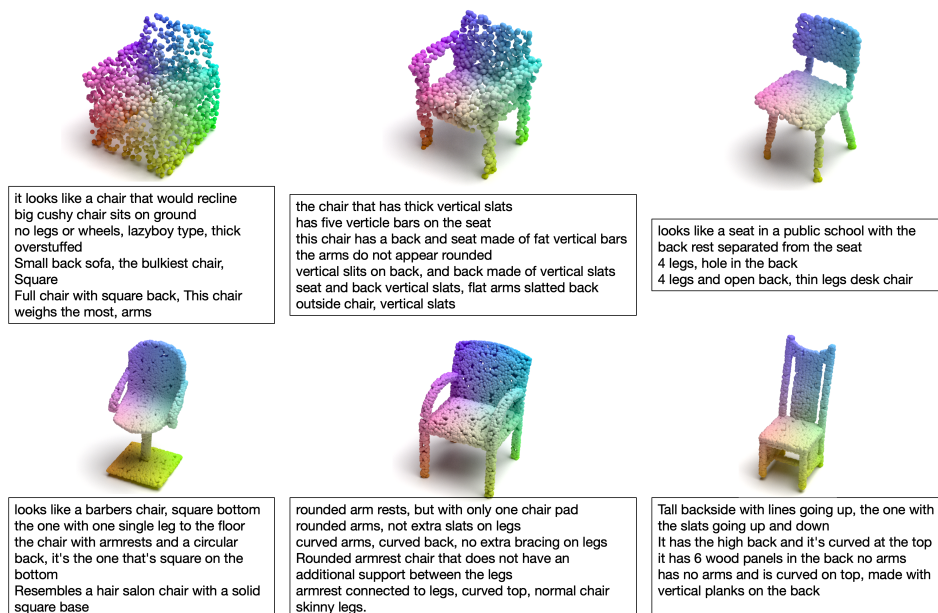 it looks like a chair that would recline
big cushy chair sits on ground
no legs or wheels, lazyboy type, thick
overstuffed
Small back sofa, the bulkiest chair,
Square
Full chair with square back, This chair
weighs the most, arms
the chair that has thick vertical slats
has five verticle bars on the seat
this chair has a back and seat made of fat vertical bars
the arms do not appear rounded
vertical slits on back, and back made of vertical slats
seat and back vertical slats, flat arms slatted back
outside chair, vertical slats
looks like a seat in a public school with the
back rest separated from the seat
4 legs, hole in the back
4 legs and open back, thin legs desk chair
looks like a barbers chair, square bottom
the one with one single leg to the floor
the chair with armrests and a circular
back, it's the one that's square on the
bottom
Resembles a hair salon chair with a solid
square base
rounded arm rests, but with only one chair pad
rounded arms, not extra slats on legs
curved arms, curved back, no extra bracing on legs
Rounded armrest chair that does not have an
additional support between the legs
armrest connected to legs, curved top, normal chair
skinny legs.
Tall backside with lines going up, the one with
the slats going up and down
It has the high back and it's curved at the top
it has 6 wood panels in the back no arms
has no arms and is curved on top, made with
vertical planks on the back